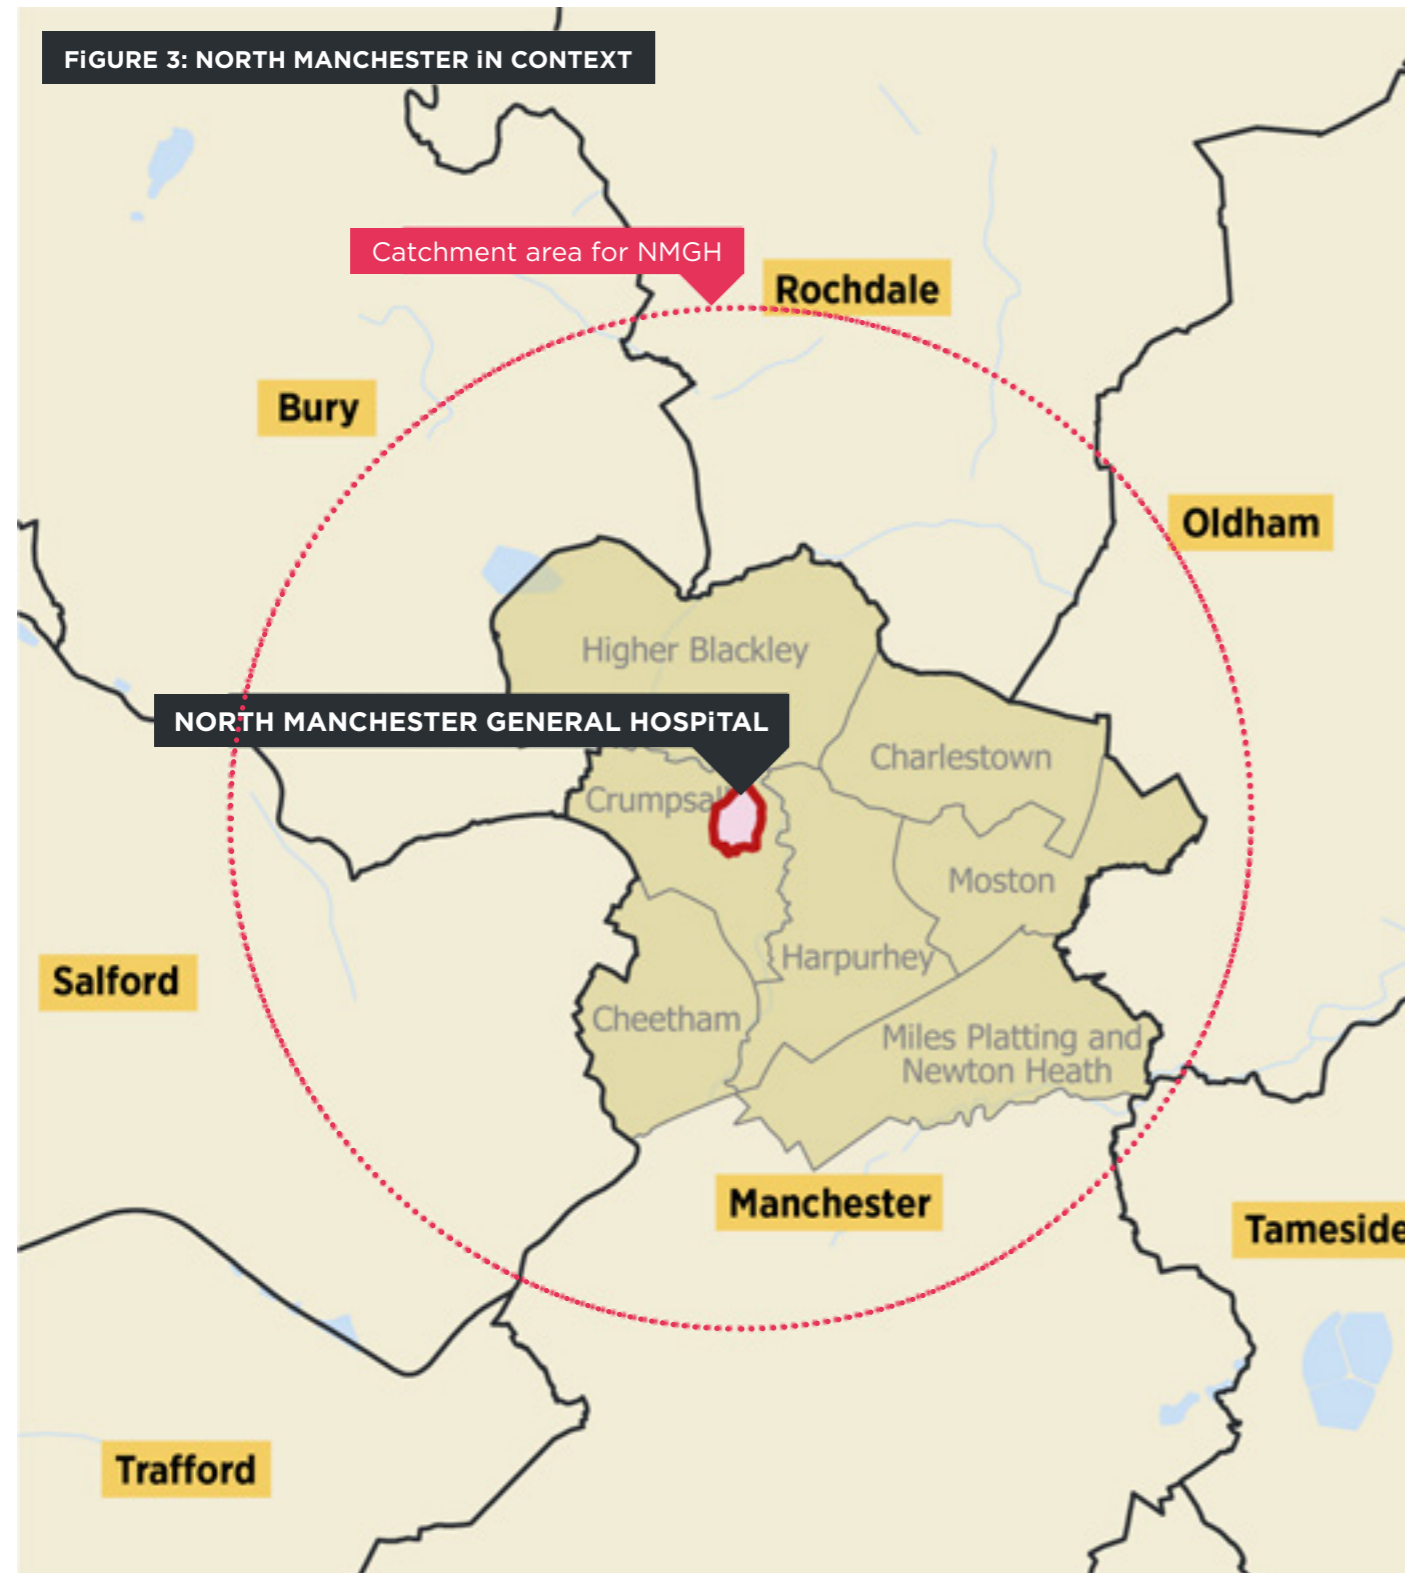 FiGURE 3: NORTH MANCHESTER iN CONTEXT
Catchment area for NMGH
Rochdale
Bury
Oldham
Higher Blackley
NORTH MANCHESTER GENERAL HOSPiTAL
Charlestown
Crumpsall
Moston
Harpurhey
Salford
Cheetham
Miles Platting and
Newton Heath
Manchester
Tameside
Trafford